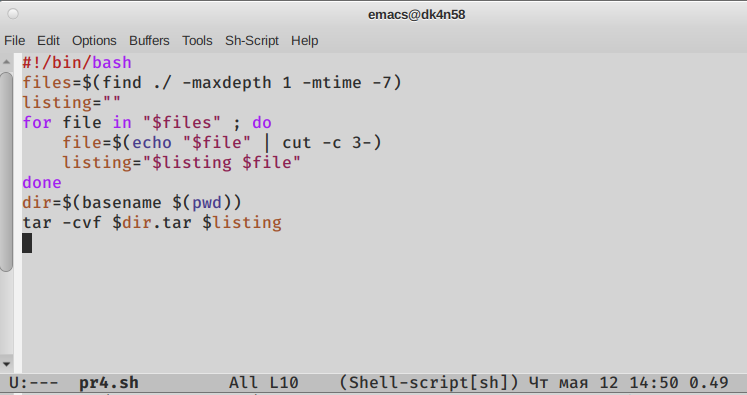 emacs@dk4n58
File Edit Options Buffers Tools Sh-Script Help
#!/bin/bash
files=$(find ./ -maxdepth 1 -mtime -7)
listing=""
for file in "$files" ; do
    file=$(echo "$file" | cut -c 3-)
    listing="$listing $file"
done
dir=$(basename $(pwd))
tar -cvf $dir.tar $listing
U:--- pr4.sh All L10 (Shell-script[sh]) Чт мая 12 14:50 0.49